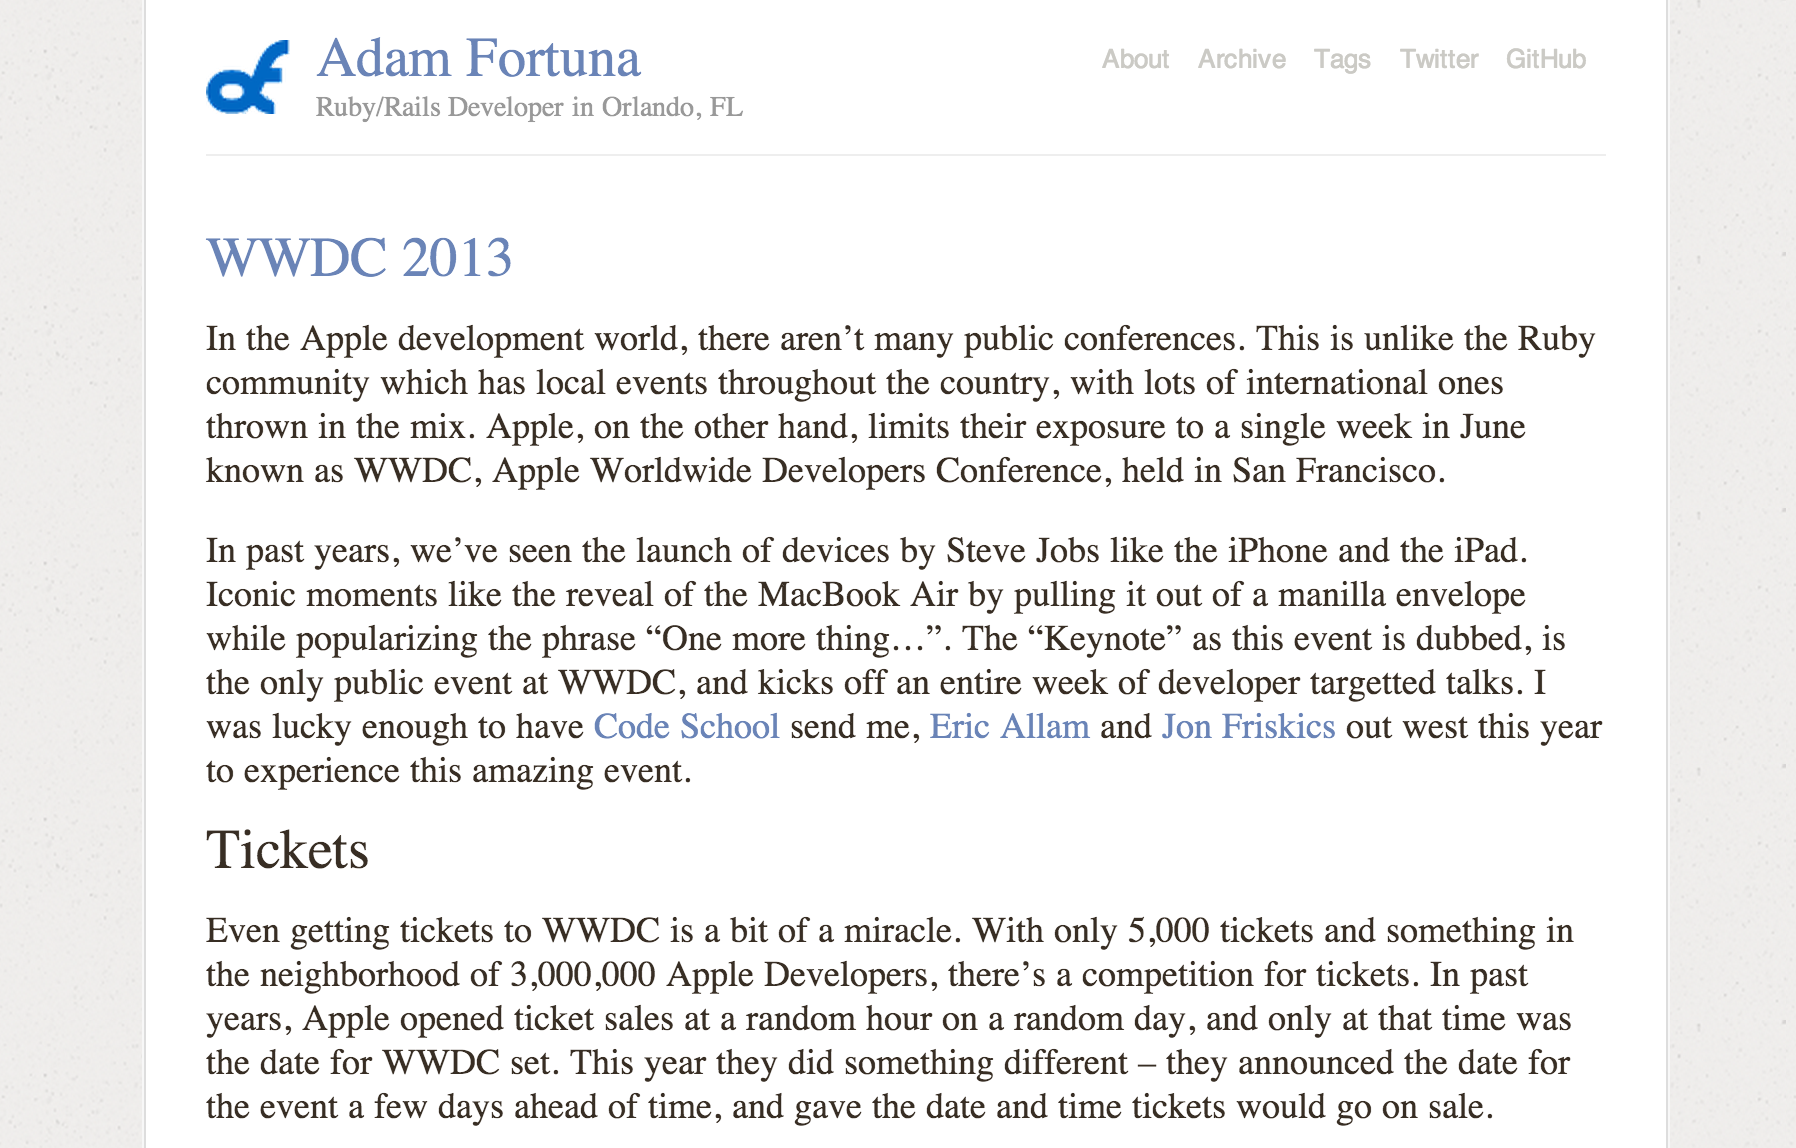 Adam Fortuna
Ruby/Rails Developer in Orlando, FL
About Archive Tags Twitter GitHub
WWDC 2013
In the Apple development world, there aren’t many public conferences. This is unlike the Ruby
community which has local events throughout the country, with lots of international ones
thrown in the mix. Apple, on the other hand, limits their exposure to a single week in June
known as WWDC, Apple Worldwide Developers Conference, held in San Francisco.
In past years, we’ve seen the launch of devices by Steve Jobs like the iPhone and the iPad.
Iconic moments like the reveal of the MacBook Air by pulling it out of a manilla envelope
while popularizing the phrase “One more thing…”. The “Keynote” as this event is dubbed, is
the only public event at WWDC, and kicks off an entire week of developer targetted talks. I
was lucky enough to have Code School send me, Eric Allam and Jon Friskics out west this year
to experience this amazing event.
Tickets
Even getting tickets to WWDC is a bit of a miracle. With only 5,000 tickets and something in
the neighborhood of 3,000,000 Apple Developers, there’s a competition for tickets. In past
years, Apple opened ticket sales at a random hour on a random day, and only at that time was
the date for WWDC set. This year they did something different – they announced the date for
the event a few days ahead of time, and gave the date and time tickets would go on sale.